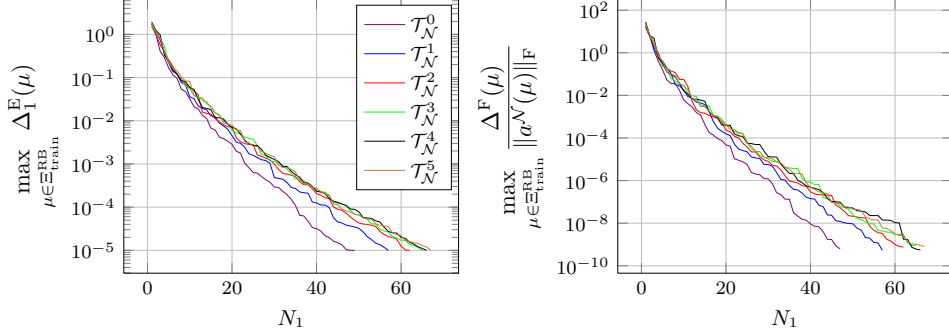 10^0
10^{-1}
10^{-2}
10^{-3}
10^{-4}
10^{-5}
0 20 40 60
N_1
max_{μ∈Ξ^{RB}_{train}} Δ^E_1(μ)
𝒯^0_𝒩
𝒯^1_𝒩
𝒯^2_𝒩
𝒯^3_𝒩
𝒯^4_𝒩
𝒯^5_𝒩
10^2
10^0
10^{-2}
10^{-4}
10^{-6}
10^{-8}
10^{-10}
0 20 40 60
N_1
max_{μ∈Ξ^{RB}_{train}} Δ^F(μ) / ||a^𝒩(μ)||_F